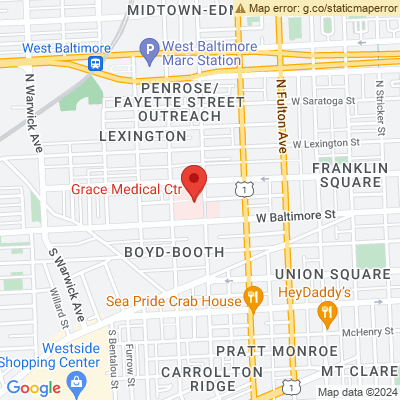 MIDTOWN-EDM
Map error: g.co/staticmaperror
West Baltimore
West Baltimore
Marc Station
P
N Warwick Ave
N Fulton Ave
N Stricker St
PENROSE/
FAYETTE STREET
OUTREACH
W Saratoga St
LEXINGTON
W Lexington St
FRANKLIN
SQUARE
Grace Medical Ctr
1
W Baltimore St
BOYD-BOOTH
S Warwick Ave
Willard St
UNION SQUARE
Sea Pride Crab House
HeyDaddy's
McHenry St
S Bentalou St
Furrow St
Westside
Shopping Center
PRATT MONROE
CARROLLTON
RIDGE
MT CLARE
1
Google
Map data ©2024